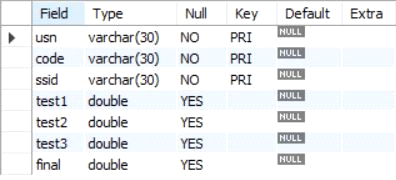 Field Type Null Key Default Extra
usn varchar(30) NO PRI NULL
code varchar(30) NO PRI NULL
ssid varchar(30) NO PRI NULL
test1 double YES NULL
test2 double YES NULL
test3 double YES NULL
final double YES NULL